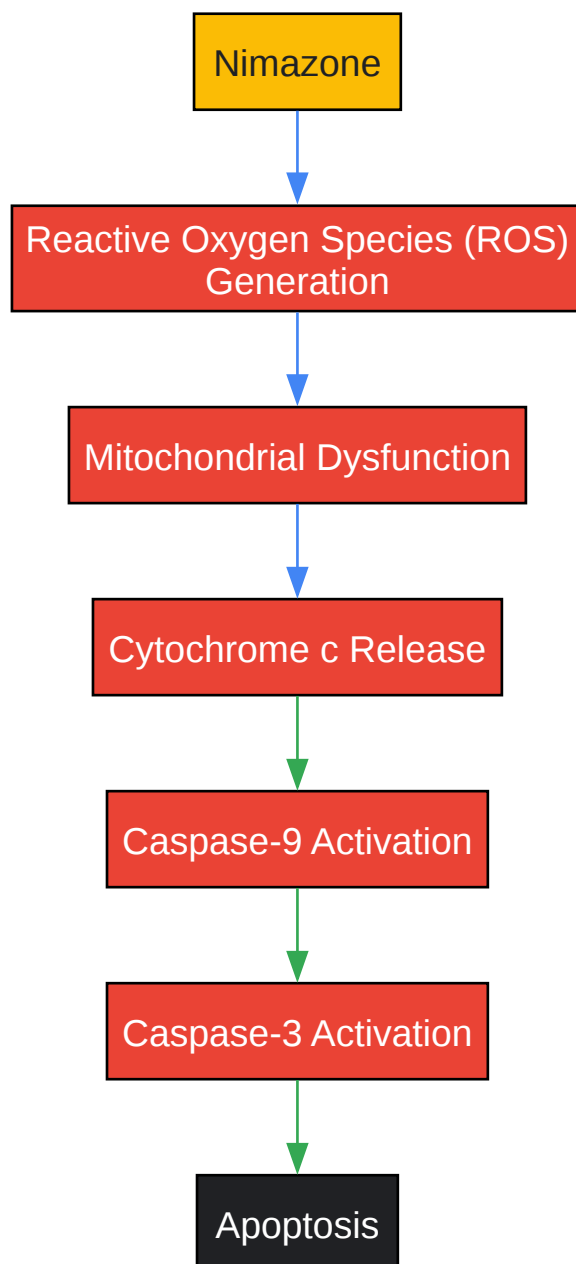 Nimazone
Reactive Oxygen Species (ROS)
Generation
Mitochondrial Dysfunction
Cytochrome c Release
Caspase-9 Activation
Caspase-3 Activation
Apoptosis